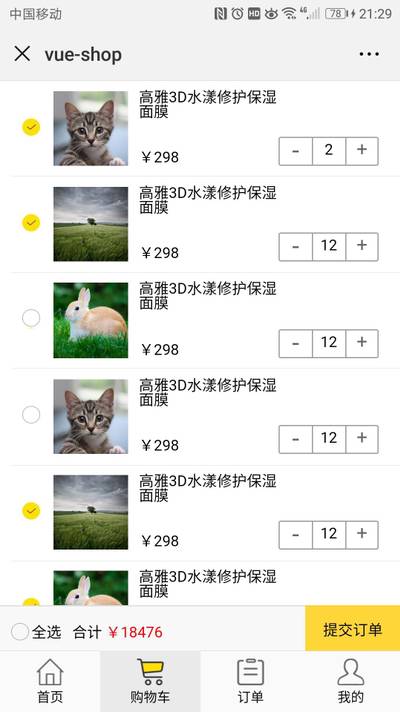 中国移动 HD 4G 78 21:29
vue-shop
高雅3D水漾修护保湿
面膜
￥298 - 2 +
高雅3D水漾修护保湿
面膜
￥298 - 12 +
高雅3D水漾修护保湿
面膜
￥298 - 12 +
高雅3D水漾修护保湿
面膜
￥298 - 12 +
高雅3D水漾修护保湿
面膜
￥298 - 12 +
高雅3D水漾修护保湿
面膜
全选 合计 ￥18476 提交订单
首页 购物车 订单 我的